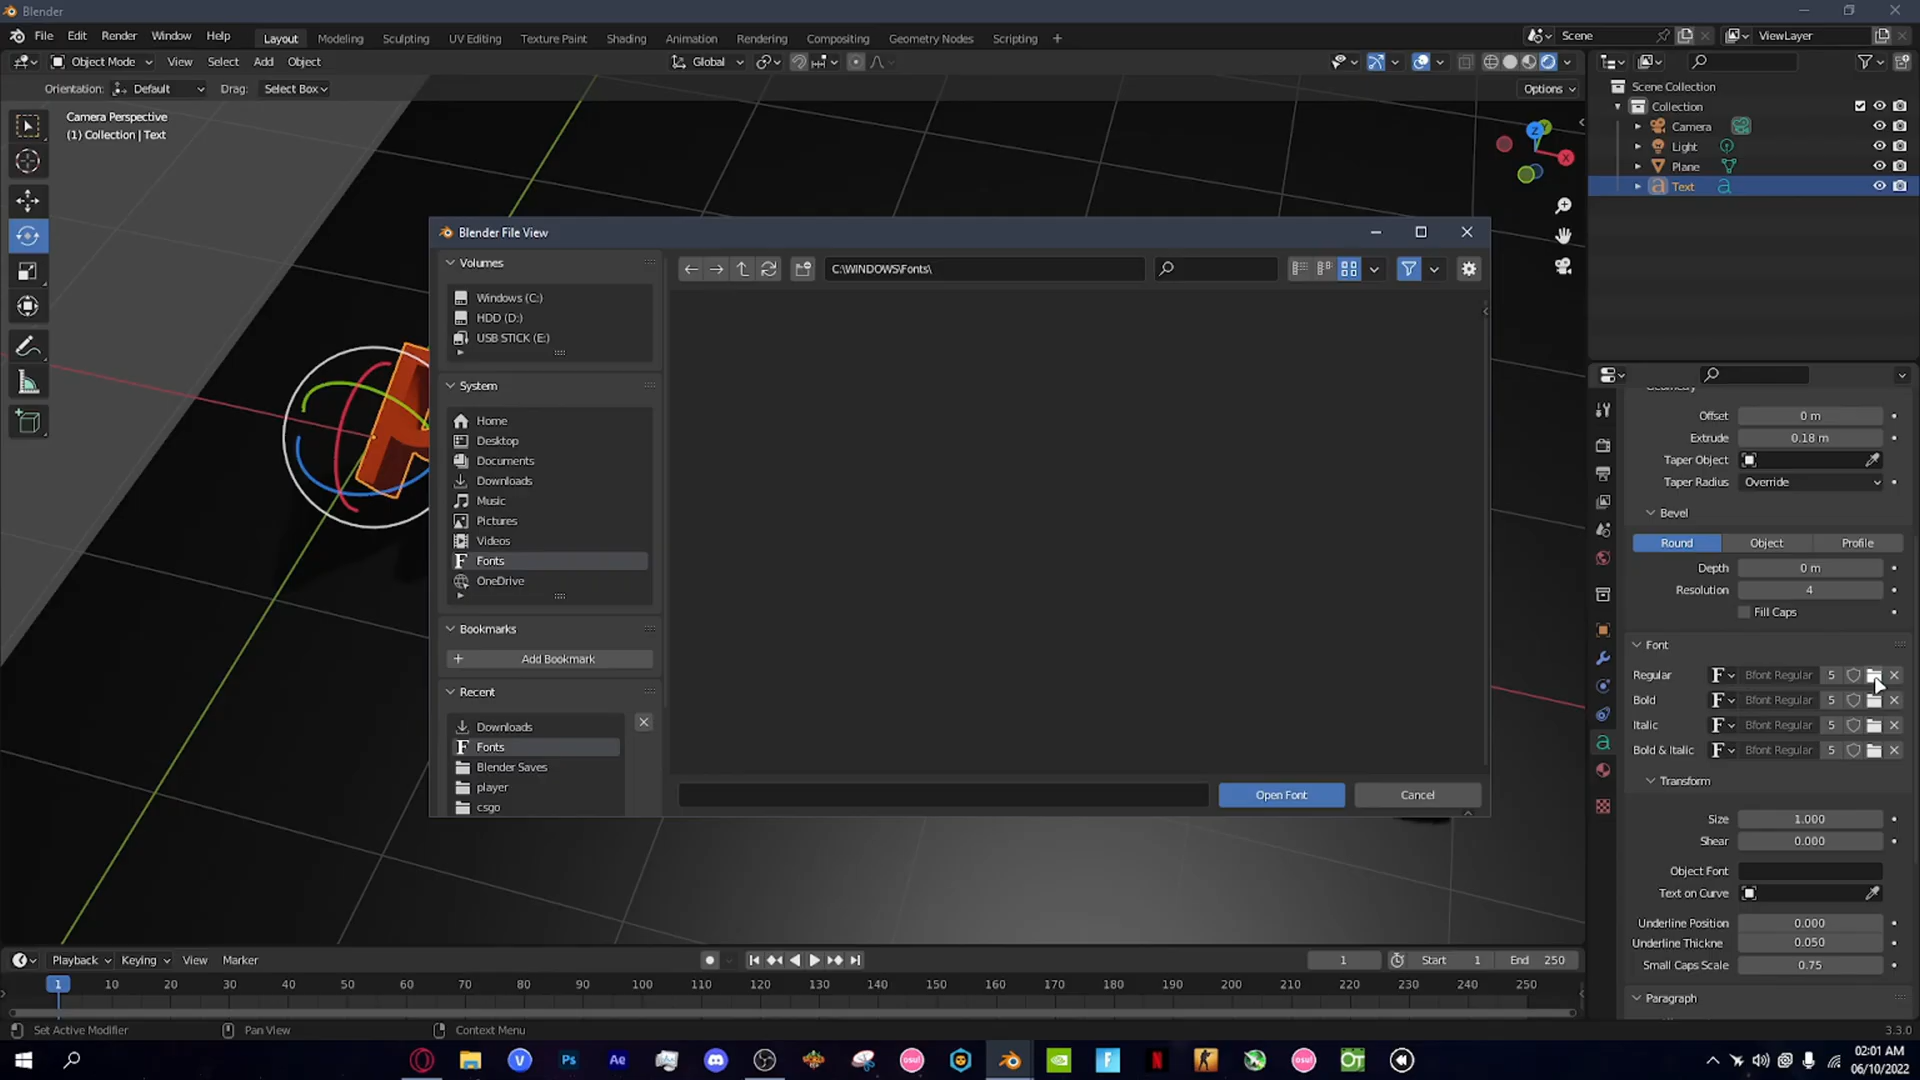 Blender
File Edit Render Window Help
Layout Modeling Sculpting UV Editing Texture Paint Shading Animation Rendering Compositing Geometry Nodes Scripting +
Scene
ViewLayer
Object Mode View Select Add Object
Global
Orientation: Default Drag: Select Box
Options
Camera Perspective
(1) Collection | Text
Z
Y
X
Scene Collection
Collection
Camera
Light
Plane
Text
Blender File View
Volumes
Windows (C:)
HDD (D:)
USB STICK (E:)
System
Home
Desktop
Documents
Downloads
Music
Pictures
Videos
Fonts
OneDrive
Bookmarks
Add Bookmark
Recent
Downloads
Fonts
Blender Saves
player
csgo
C:\WINDOWS\Fonts\
Open Font
Cancel
Offset 0 m
Extrude 0.18 m
Taper Object
Taper Radius Override
Bevel
Round Object Profile
Depth 0 m
Resolution 4
Fill Caps
Font
Regular F Bfont Regular 5
Bold F Bfont Regular 5
Italic F Bfont Regular 5
Bold & Italic F Bfont Regular 5
Transform
Size 1.000
Shear 0.000
Object Font
Text on Curve
Underline Position 0.000
Underline Thickne 0.050
Small Caps Scale 0.75
Paragraph
Playback Keying View Marker
1 Start 1 End 250
1 10 20 30 40 50 60 70 80 90 100 110 120 130 140 150 160 170 180 190 200 210 220 230 240 250
Set Active Modifier Pan View Context Menu
3.3.0
Ps
Ae
osu!
osu!
02:01 AM
06/10/2022